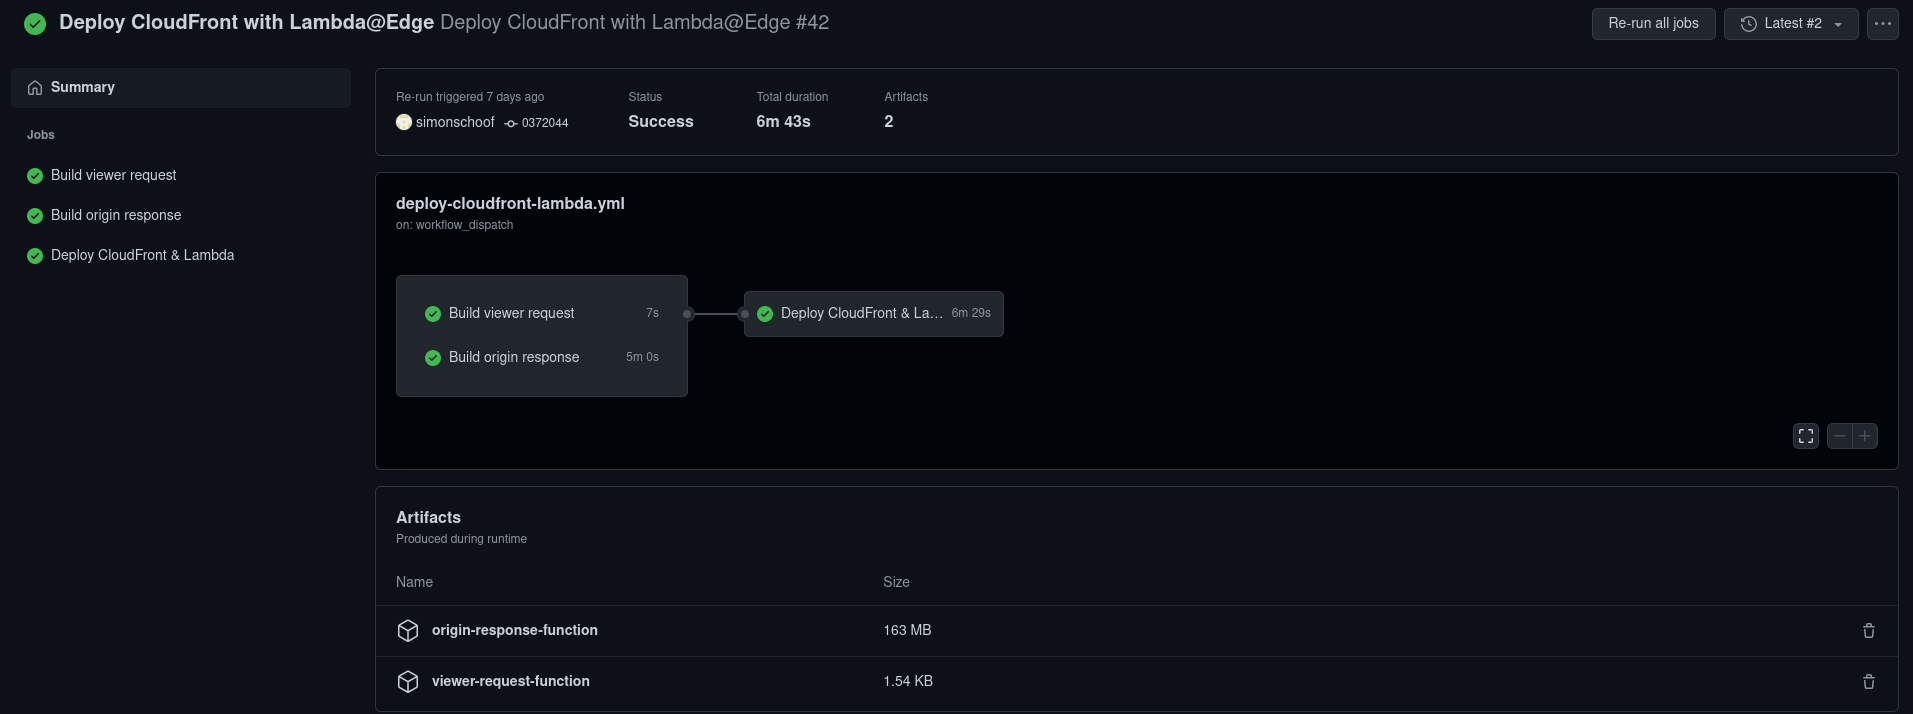 Deploy CloudFront with Lambda@Edge Deploy CloudFront with Lambda@Edge #42
Re-run all jobs
Latest #2
Summary
Jobs
Build viewer request
Build origin response
Deploy CloudFront & Lambda
Re-run triggered 7 days ago
simonschoof 0372044
Status
Success
Total duration
6m 43s
Artifacts
2
deploy-cloudfront-lambda.yml
on: workflow_dispatch
Build viewer request 7s
Build origin response 5m 0s
Deploy CloudFront & La... 6m 29s
Artifacts
Produced during runtime
Name Size
origin-response-function 163 MB
viewer-request-function 1.54 KB